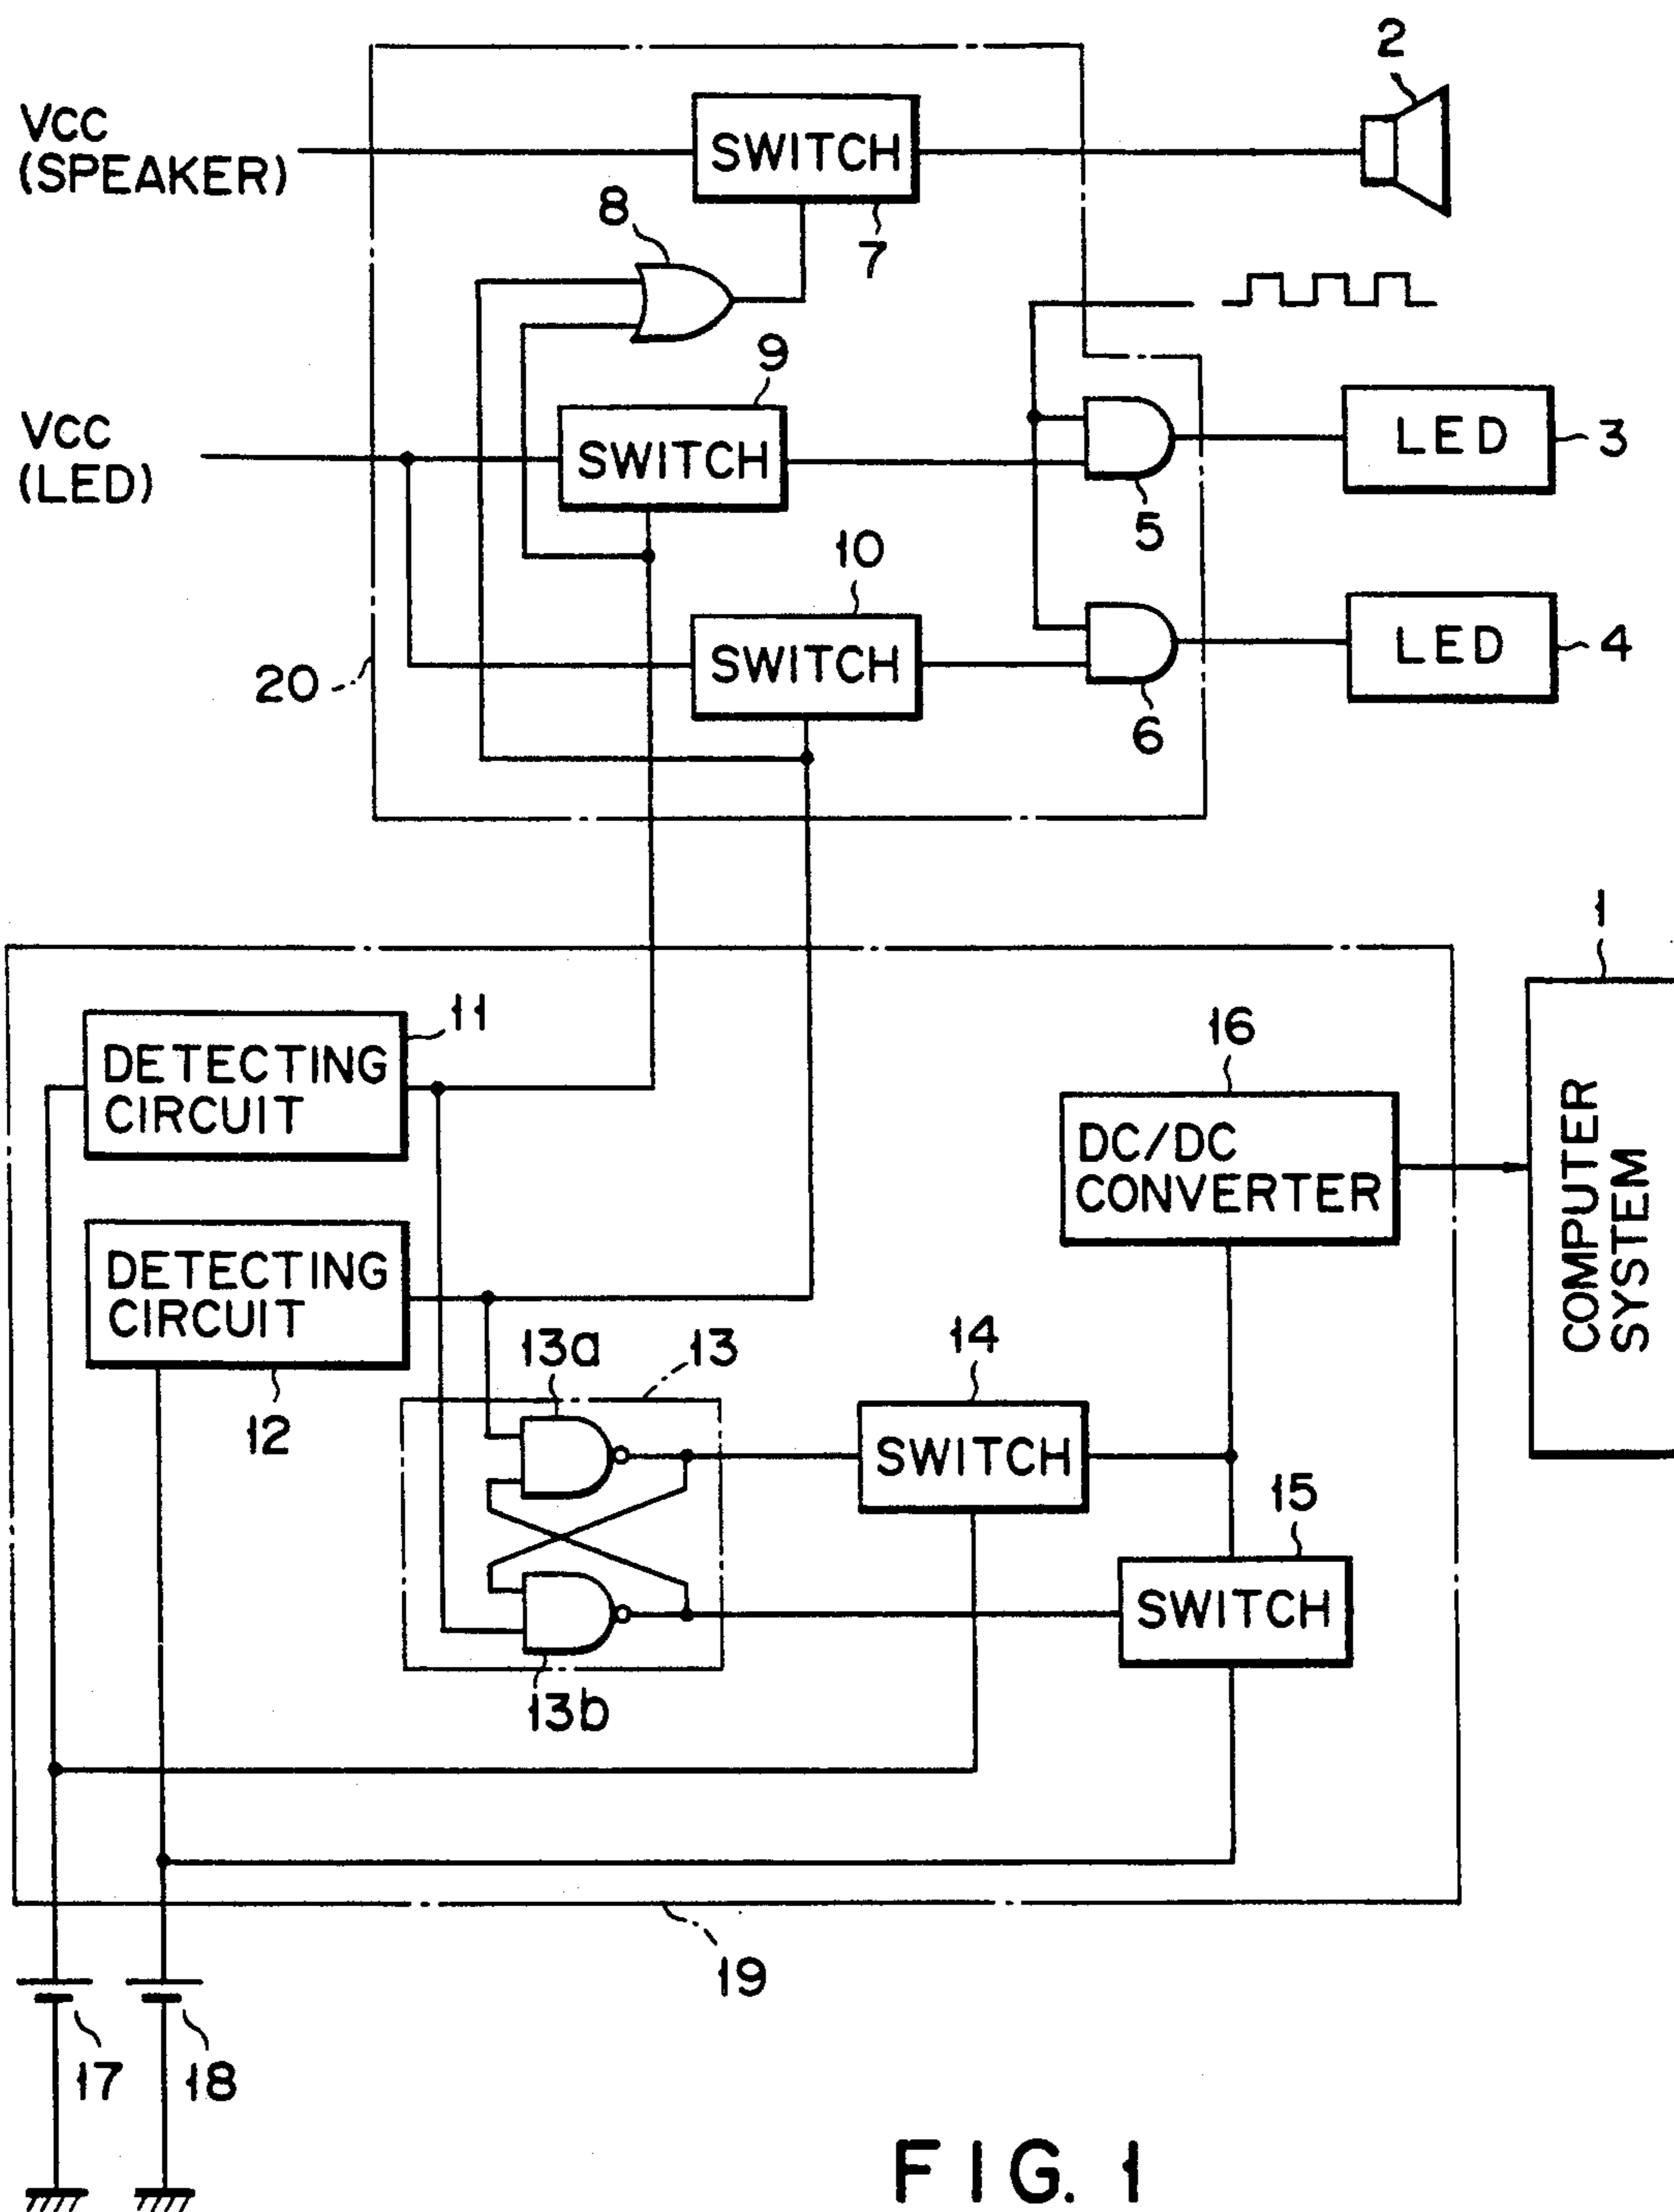 2
VCC
(SPEAKER)
SWITCH
8
7
9
VCC
(LED)
SWITCH
LED
3
5
10
SWITCH
LED
4
20
6
1
11
DETECTING
CIRCUIT
16
DC/DC
CONVERTER
COMPUTER
SYSTEM
DETECTING
CIRCUIT
12
13a
13
14
SWITCH
15
SWITCH
13b
19
17
18
FIG. 1